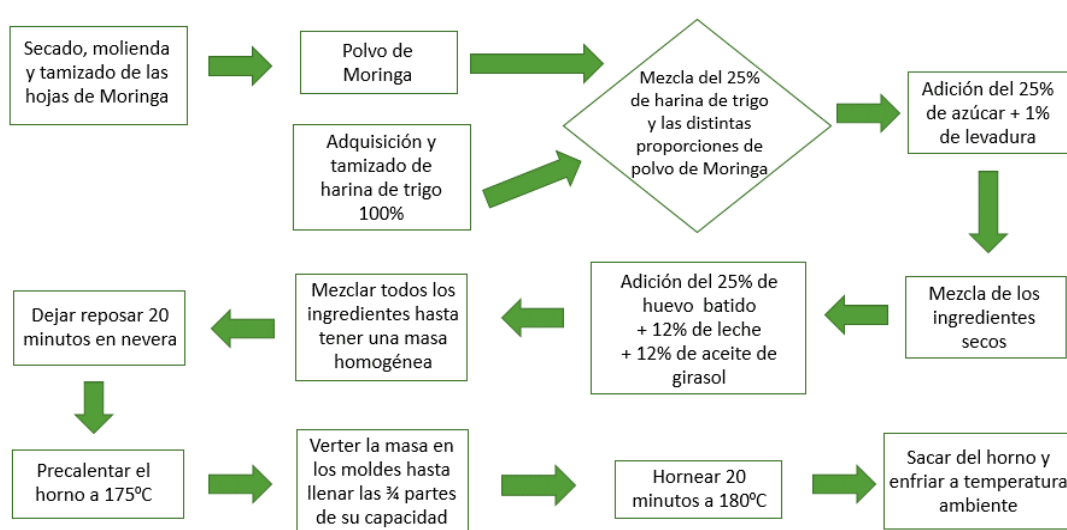 Secado, molienda
y tamizado de las
hojas de Moringa
Polvo de
Moringa
Adquisición y
tamizado de
harina de trigo
100%
Mezcla del 25%
de harina de trigo
y las distintas
proporciones de
polvo de Moringa
Adición del 25%
de azúcar + 1%
de levadura
Mezcla de los
ingredientes
secos
Adición del 25% de
huevo batido
+ 12% de leche
+ 12% de aceite de
girasol
Mezclar todos los
ingredientes hasta
tener una masa
homogénea
Dejar reposar 20
minutos en nevera
Precalentar el
horno a 175ºC
Verter la masa en
los moldes hasta
llenar las ¾ partes
de su capacidad
Hornear 20
minutos a 180ºC
Sacar del horno y
enfriar a temperatura
ambiente